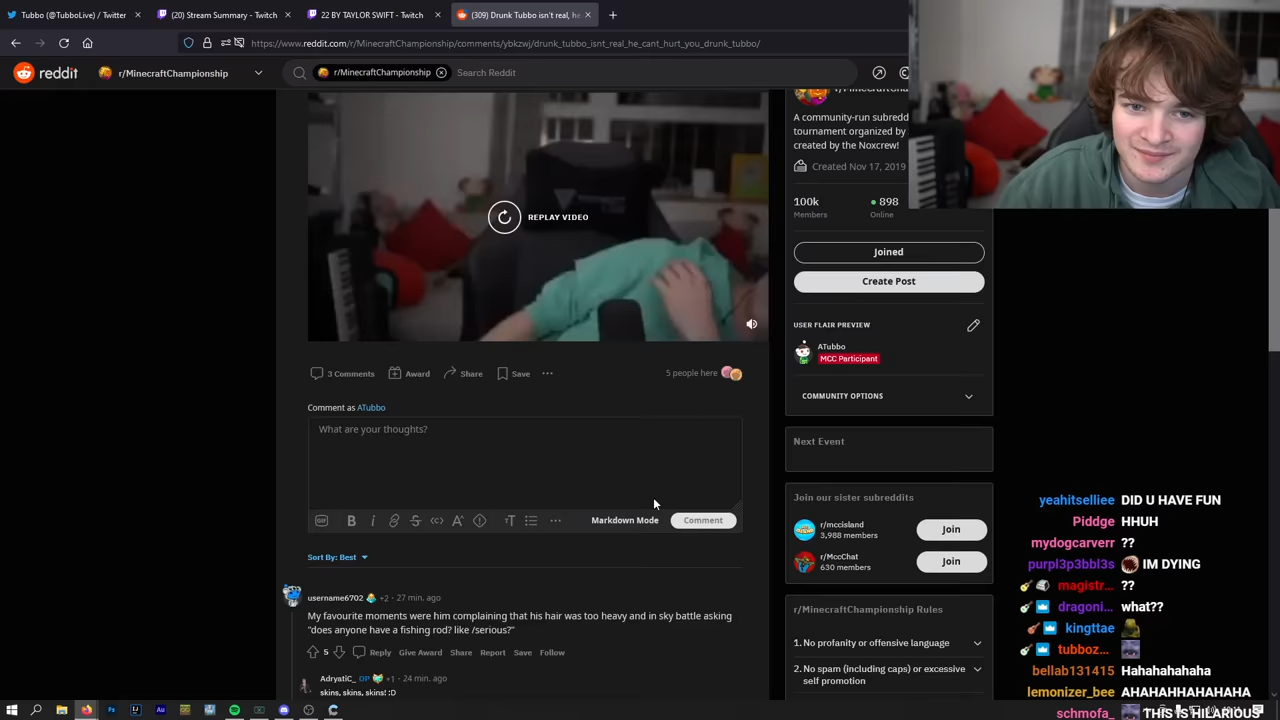 Tubbo (@TubboLive) / Twitter
(20) Stream Summary - Twitch
22 BY TAYLOR SWIFT - Twitch
(309) Drunk Tubbo isn't real, he
https://www.reddit.com/r/MinecraftChampionship/comments/ybkzwj/drunk_tubbo_isnt_real_he_cant_hurt_you_drunk_tubbo/
reddit
r/MinecraftChampionship
r/MinecraftChampionship
Search Reddit
REPLAY VIDEO
3 Comments
Award
Share
Save
5 people here
Comment as ATubbo
What are your thoughts?
GIF
Markdown Mode
Comment
Sort By: Best
username6702 +2 · 27 min. ago
My favourite moments were him complaining that his hair was too heavy and in sky battle asking
"does anyone have a fishing rod? like /serious?"
5
Reply
Give Award
Share
Report
Save
Follow
AdryatiC_ OP +1 · 24 min. ago
skins, skins, skins! :D
A community-run subred
tournament organized by
created by the Noxcrew!
Created Nov 17, 2019
100k
Members
898
Online
Joined
Create Post
USER FLAIR PREVIEW
ATubbo
MCC Participant
COMMUNITY OPTIONS
Next Event
Join our sister subreddits
r/mccisland
3,988 members
Join
r/MccChat
630 members
Join
r/MinecraftChampionship Rules
1. No profanity or offensive language
2. No spam (including caps) or excessive
self promotion
yeahitselliee DID U HAVE FUN
Piddge HHUH
mydogcarverr ??
purpl3p3bbl3s IM DYING
magistr... ??
dragoni... what??
kingttae
tubboz...
bellab131415 Hahahahahaha
lemonizer_bee AHAHAHHAHAHAHA
schmofa_ THIS IS HILARIOUS